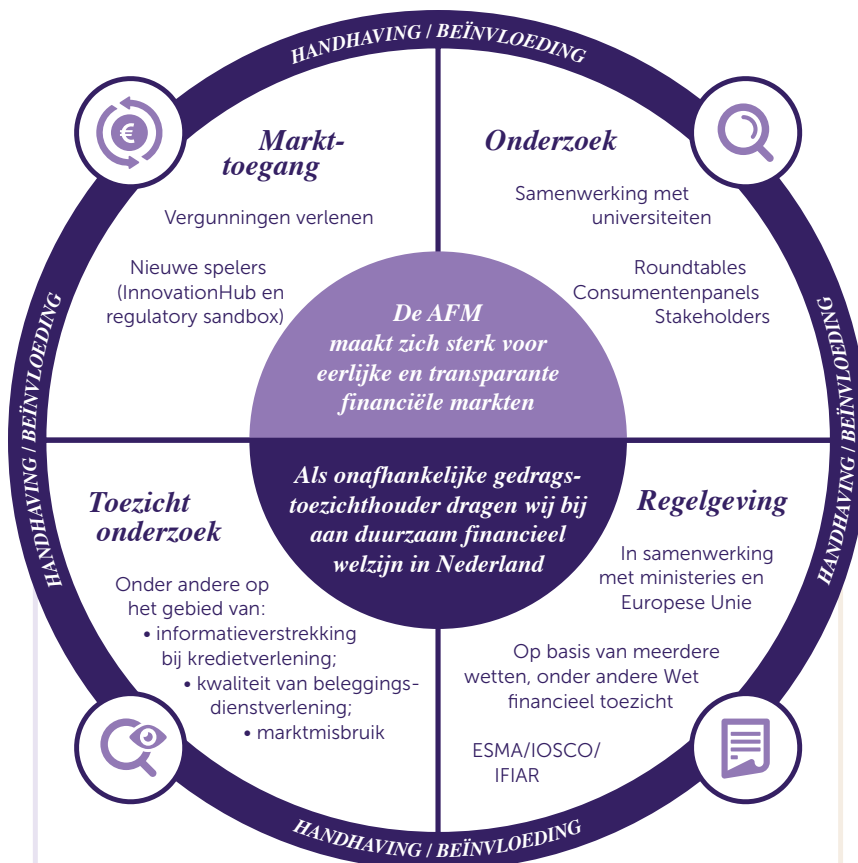 HANDHAVING / BEÏNVLOEDING
Markt-
toegang
Vergunningen verlenen
Nieuwe spelers
(InnovationHub en
regulatory sandbox)
Onderzoek
Samenwerking met
universiteiten
Roundtables
Consumentenpanels
Stakeholders
HANDHAVING / BEÏNVLOEDING
HANDHAVING / BEÏNVLOEDING
De AFM
maakt zich sterk voor
eerlijke en transparante
financiële markten
Als onafhankelijke gedrags-
toezichthouder dragen wij bij
aan duurzaam financieel
welzijn in Nederland
Toezicht
onderzoek
Onder andere op
het gebied van:
• informatieverstrekking
bij kredietverlening;
• kwaliteit van beleggings-
dienstverlening;
• marktmisbruik
Regelgeving
In samenwerking
met ministeries en
Europese Unie
Op basis van meerdere
wetten, onder andere Wet
financieel toezicht
ESMA/IOSCO/
IFIAR
HANDHAVING / BEÏNVLOEDING